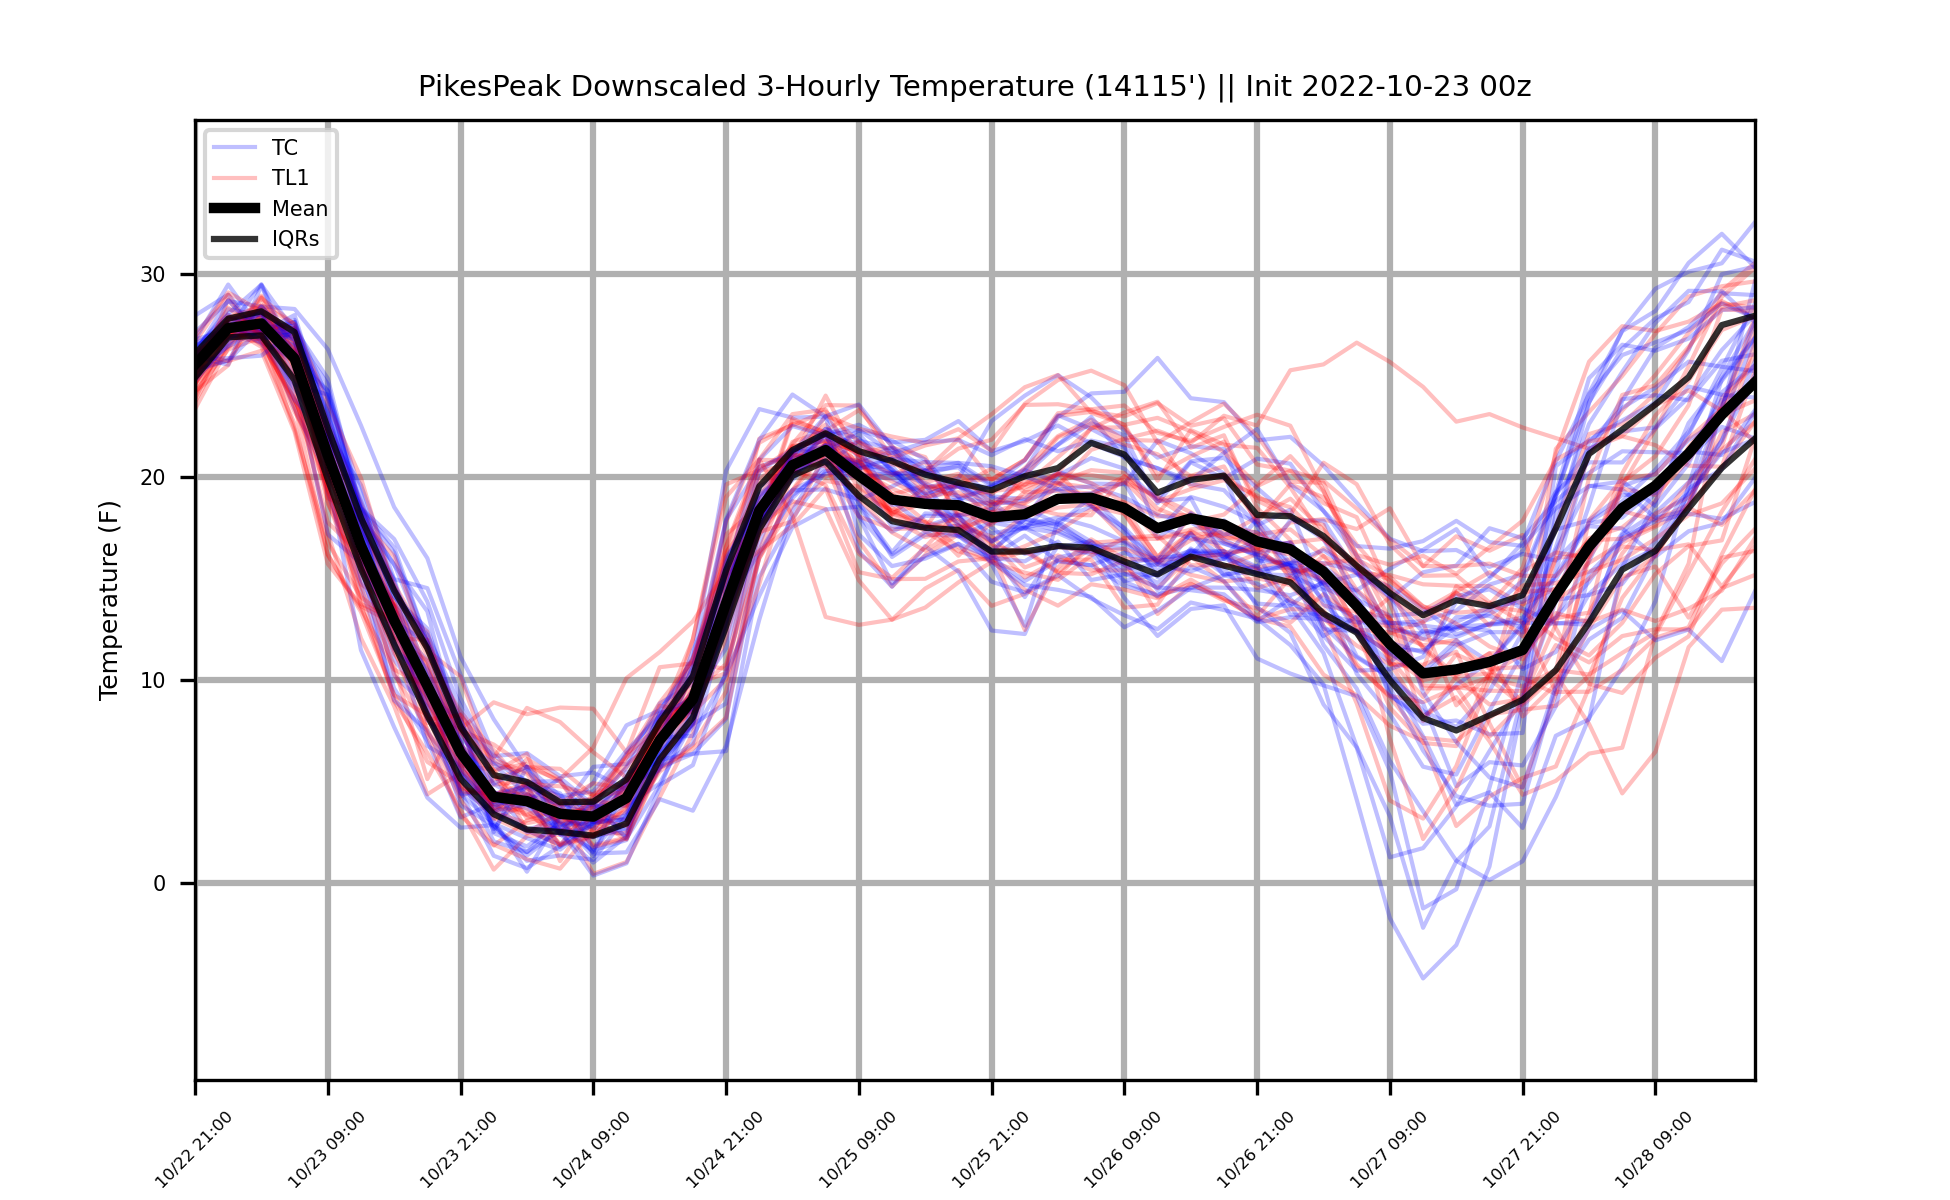 PikesPeak Downscaled 3-Hourly Temperature (14115') || Init 2022-10-23 00z
TC
TL1
Mean
IQRs
Temperature (F)
30
20
10
0
10/22 21:00
10/23 09:00
10/23 21:00
10/24 09:00
10/24 21:00
10/25 09:00
10/25 21:00
10/26 09:00
10/26 21:00
10/27 09:00
10/27 21:00
10/28 09:00